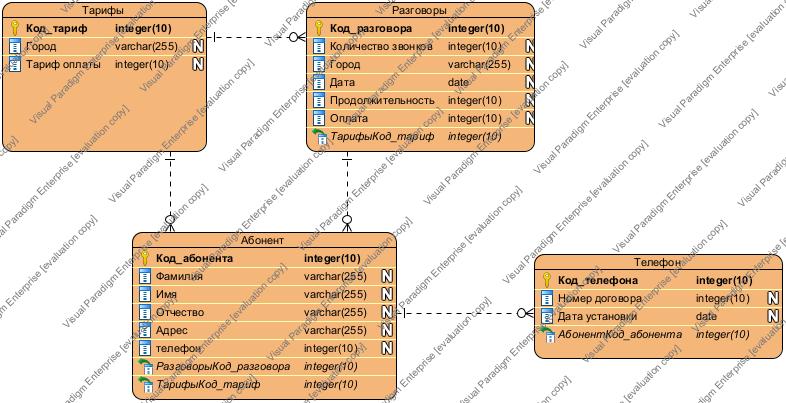 Тарифы
Код_тариф integer(10)
Город varchar(255) N
Тариф оплаты integer(10) N
Разговоры
Код_разговора integer(10)
Количество звонков integer(10) N
Город varchar(255) N
Дата date N
Продолжительность integer(10) N
Оплата integer(10) N
ТарифыКод_тариф integer(10)
Абонент
Код_абонента integer(10)
Фамилия varchar(255) N
Имя varchar(255) N
Отчество varchar(255) N
Адрес varchar(255) N
телефон integer(10) N
РазговорыКод_разговора integer(10)
ТарифыКод_тариф integer(10)
Телефон
Код_телефона integer(10)
Номер договора integer(10) N
Дата установки date N
АбонентКод_абонента integer(10)
Visual Paradigm Enterprise [evaluation copy]